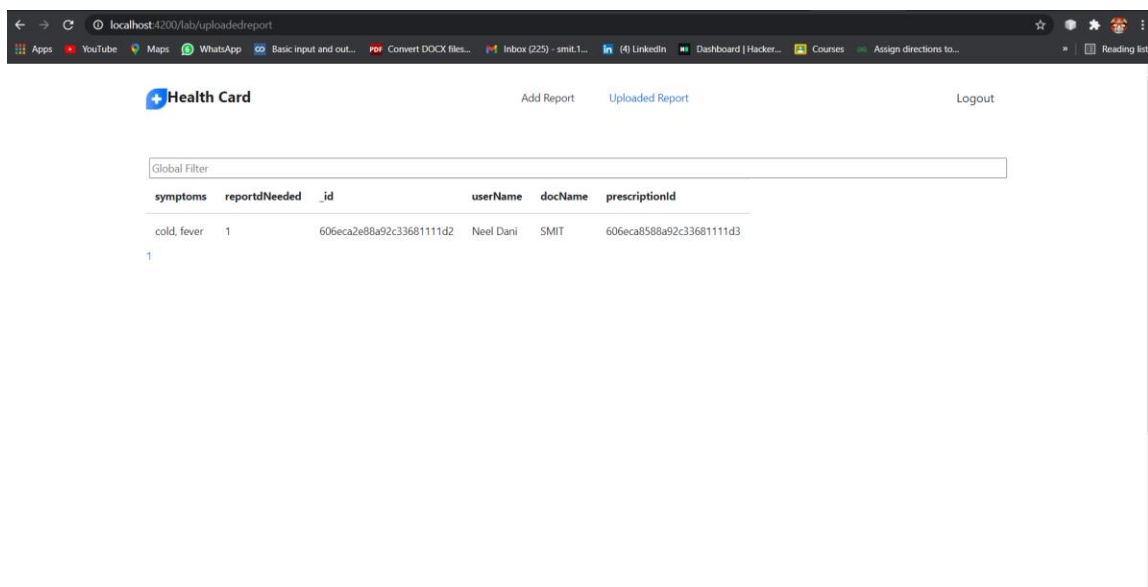 localhost:4200/lab/uploadedreport
Apps YouTube Maps WhatsApp Basic input and out... PDF Convert DOCX files... Inbox (225) - smit.1... in (4) LinkedIn Dashboard | Hacker... Courses Assign directions to... » Reading list
Health Card Add Report Uploaded Report Logout
Global Filter
symptoms reportdNeeded _id userName docName prescriptionId
cold, fever 1 606eca2e88a92c33681111d2 Neel Dani SMIT 606eca8588a92c33681111d3
1